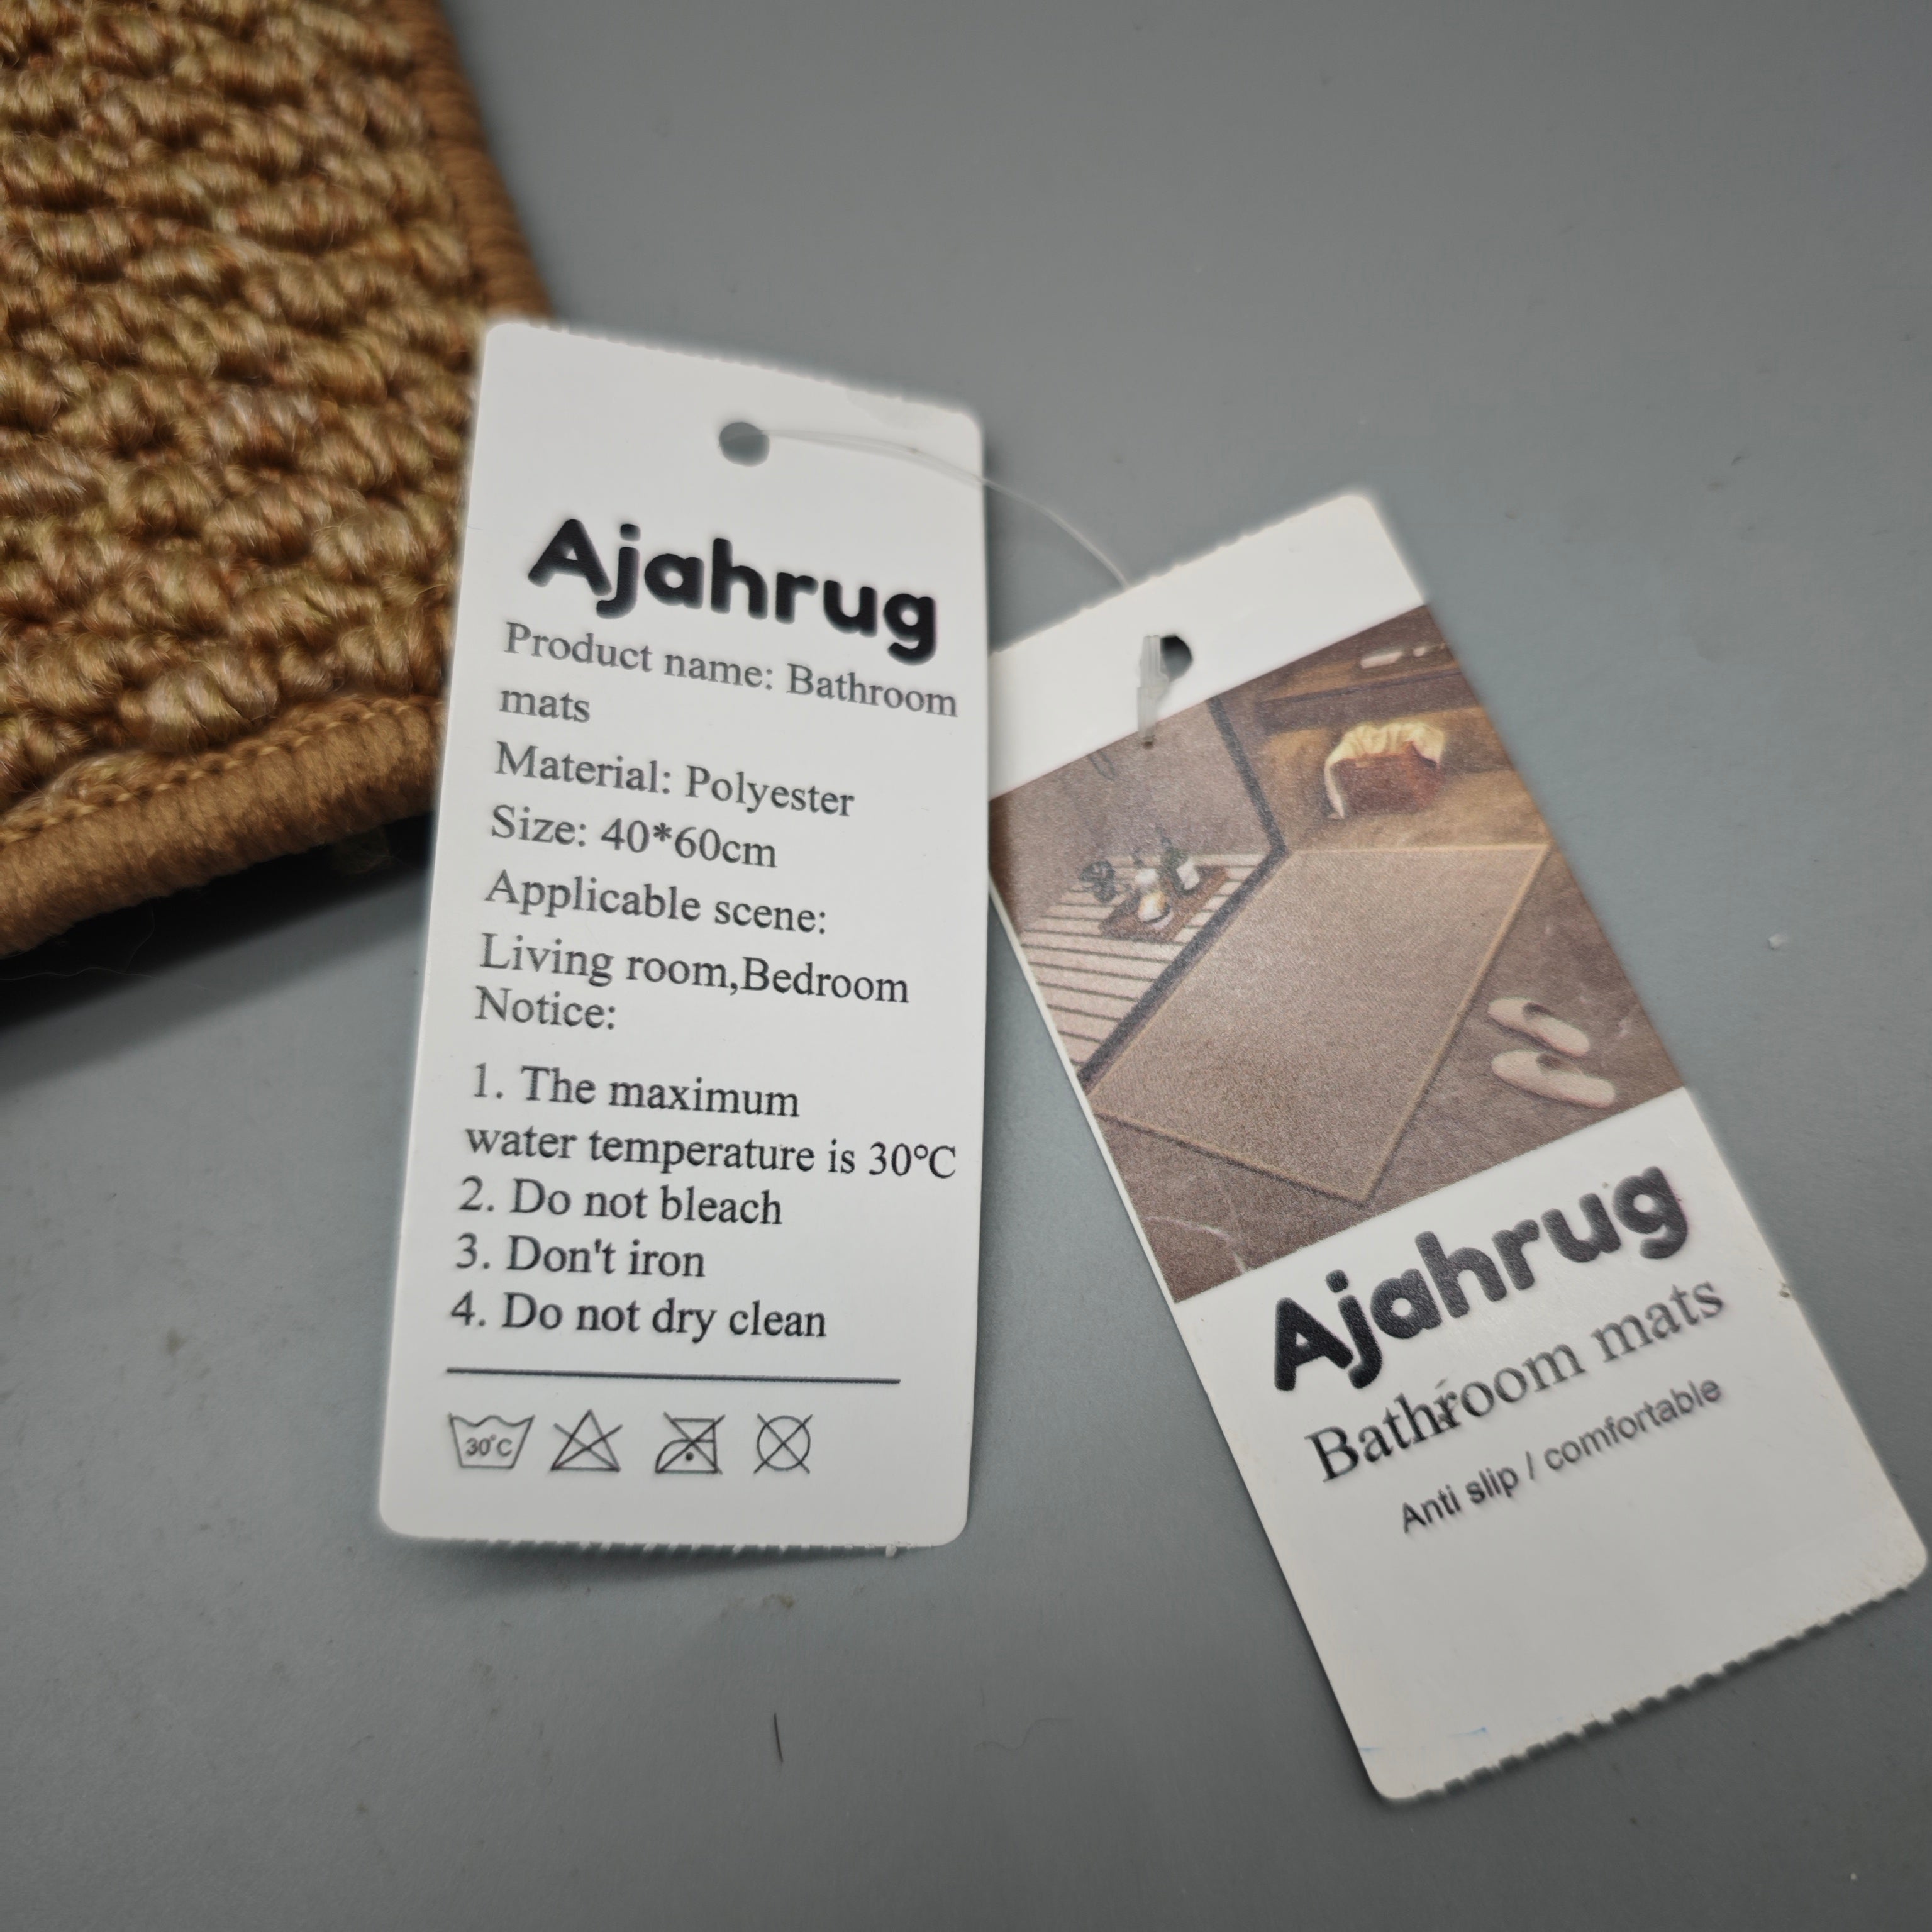 Ajahrug
Product name: Bathroom
mats
Material: Polyester
Size: 40*60cm
Applicable scene:
Living room,Bedroom
Notice:
1. The maximum
water temperature is 30°C
2. Do not bleach
3. Don't iron
4. Do not dry clean
30°C
Ajahrug
Bathroom mats
Anti slip / comfortable